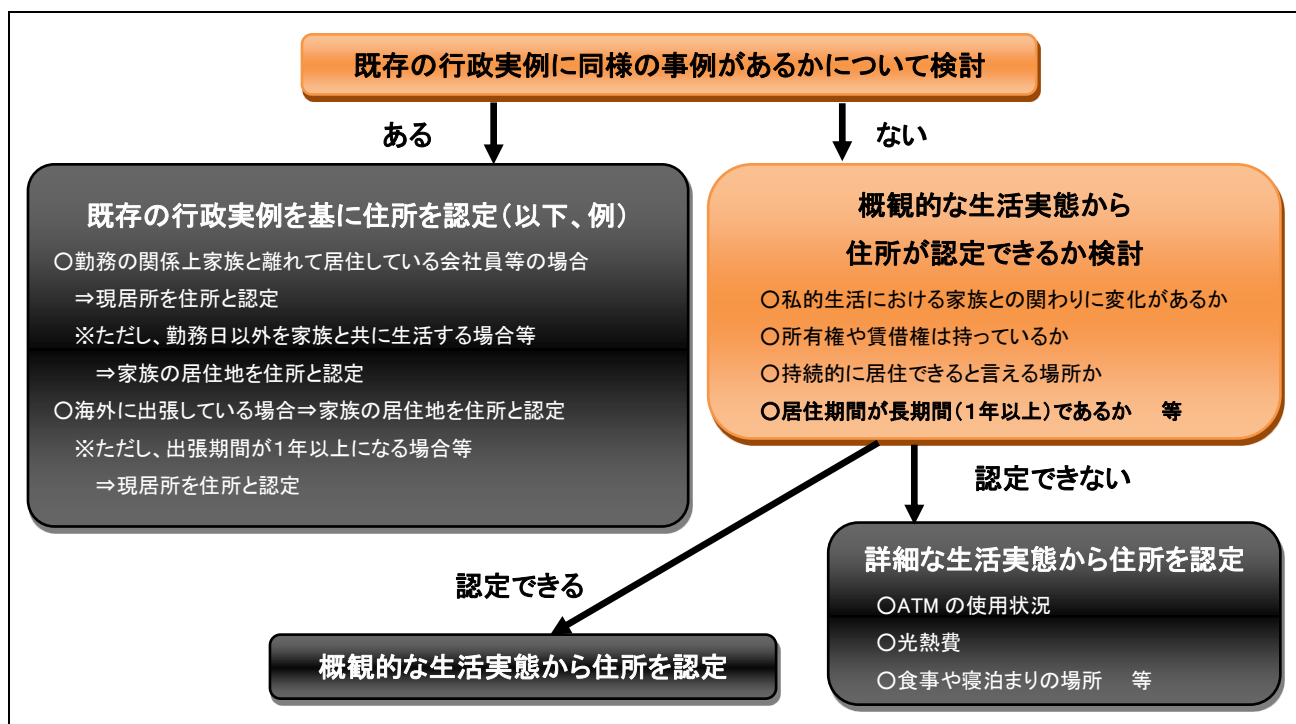 既存の行政実例に同様の事例があるかについて検討
ある
ない
既存の行政実例を基に住所を認定（以下、例）
○勤務の関係上家族と離れて居住している会社員等の場合
⇒現居所を住所と認定
※ただし、勤務日以外を家族と共に生活する場合等
⇒家族の居住地を住所と認定
○海外に出張している場合⇒家族の居住地を住所と認定
※ただし、出張期間が１年以上になる場合等
⇒現居所を住所と認定
概観的な生活実態から
住所が認定できるか検討
○私的生活における家族との関わりに変化があるか
○所有権や賃借権は持っているか
○持続的に居住できると言える場所か
○居住期間が長期間（１年以上）であるか　等
認定できない
認定できる
概観的な生活実態から住所を認定
詳細な生活実態から住所を認定
○ATM の使用状況
○光熱費
○食事や寝泊まりの場所　等